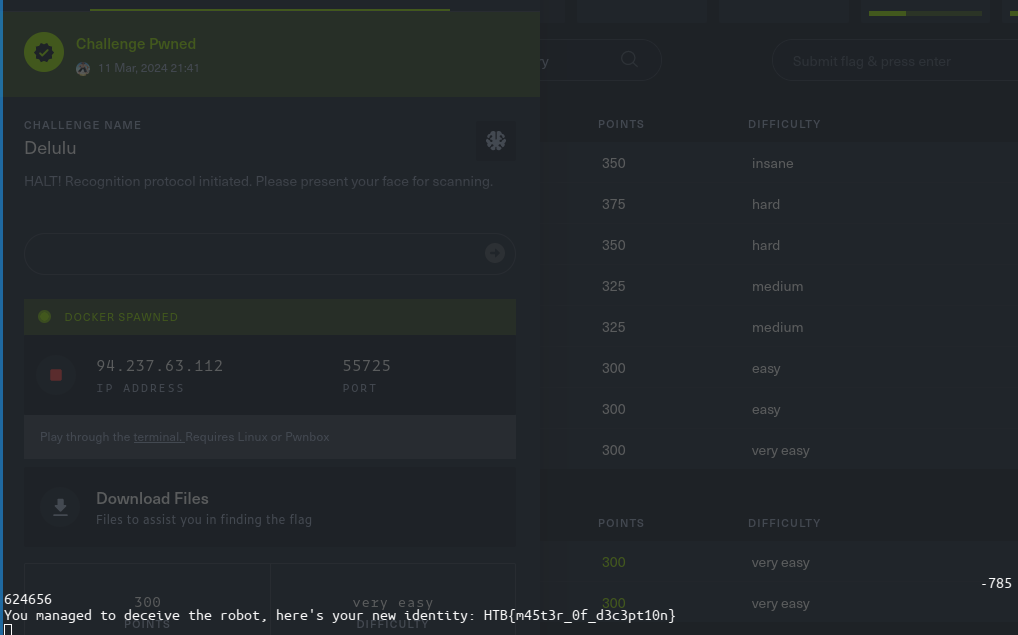 Challenge Pwned
11 Mar, 2024 21:41
ry
Submit flag & press enter
CHALLENGE NAME
Delulu
HALT! Recognition protocol initiated. Please present your face for scanning.
POINTS DIFFICULTY
350 insane
375 hard
350 hard
325 medium
325 medium
300 easy
300 easy
300 very easy
DOCKER SPAWNED
94.237.63.112 55725
IP ADDRESS PORT
Play through the terminal. Requires Linux or Pwnbox
Download Files
Files to assist you in finding the flag
POINTS DIFFICULTY
300 very easy
300 very easy
300 very easy
POINTS DIFFICULTY
-785
624656
You managed to deceive the robot, here's your new identity: HTB{m45t3r_0f_d3c3pt10n}